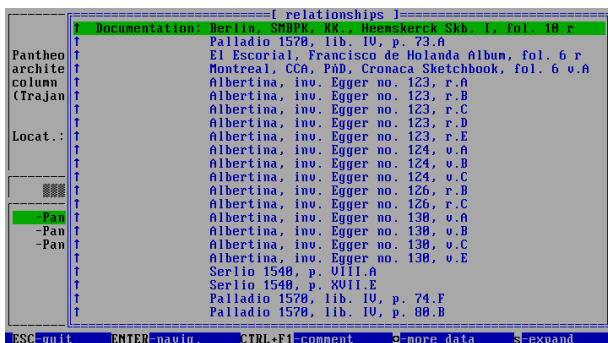 [ relationships ]
↑ Documentation: Berlin, SMBPK, KK., Heemskerck Skb. I, fol. 10 r
↑ Palladio 1570, lib. IV, p. 73.A
Pantheo ↑ El Escorial, Francisco de Holanda Album, fol. 6 r
archite ↑ Montreal, CCA, PhD, Cronaca Sketchbook, fol. 6 v.A
column ↑ Albertina, inv. Egger no. 123, r.A
(Trajan ↑ Albertina, inv. Egger no. 123, r.B
↑ Albertina, inv. Egger no. 123, r.C
↑ Albertina, inv. Egger no. 123, r.D
Locat.: ↑ Albertina, inv. Egger no. 123, r.E
↑ Albertina, inv. Egger no. 124, v.A
↑ Albertina, inv. Egger no. 124, v.B
↑ Albertina, inv. Egger no. 124, v.C
↑ Albertina, inv. Egger no. 126, r.B
↑ Albertina, inv. Egger no. 126, r.C
-Pan ↑ Albertina, inv. Egger no. 130, v.A
-Pan ↑ Albertina, inv. Egger no. 130, v.B
-Pan ↑ Albertina, inv. Egger no. 130, v.C
↑ Albertina, inv. Egger no. 130, v.E
↑ Serlio 1540, p. VIII.A
↑ Serlio 1540, p. XVII.E
↑ Palladio 1570, lib. IV, p. 74.F
↑ Palladio 1570, lib. IV, p. 80.B
ESC-quit ENTER-navig. CTRL+F1-comment o-more data s-expand